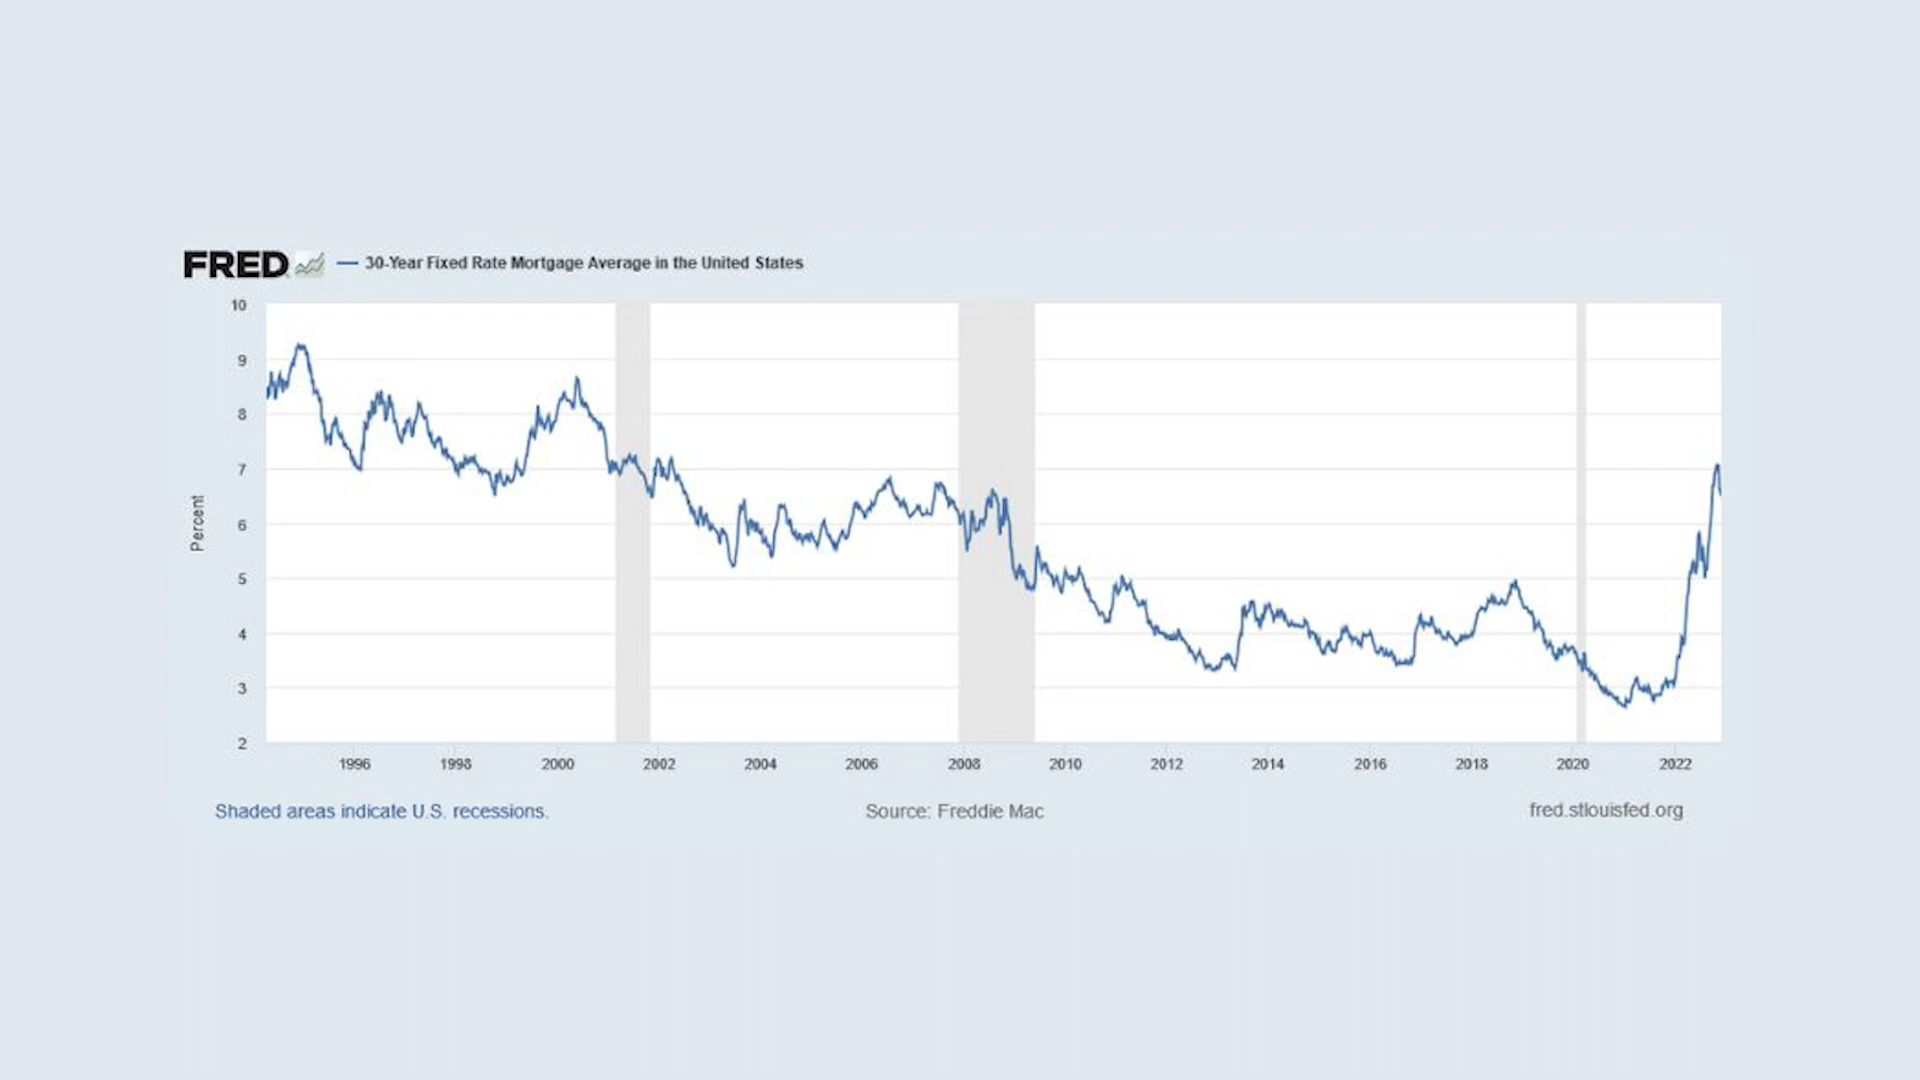 FRED
30-Year Fixed Rate Mortgage Average in the United States
10
9
8
7
6
5
4
3
2
Percent
1996 1998 2000 2002 2004 2006 2008 2010 2012 2014 2016 2018 2020 2022
Shaded areas indicate U.S. recessions.
Source: Freddie Mac
fred.stlouisfed.org